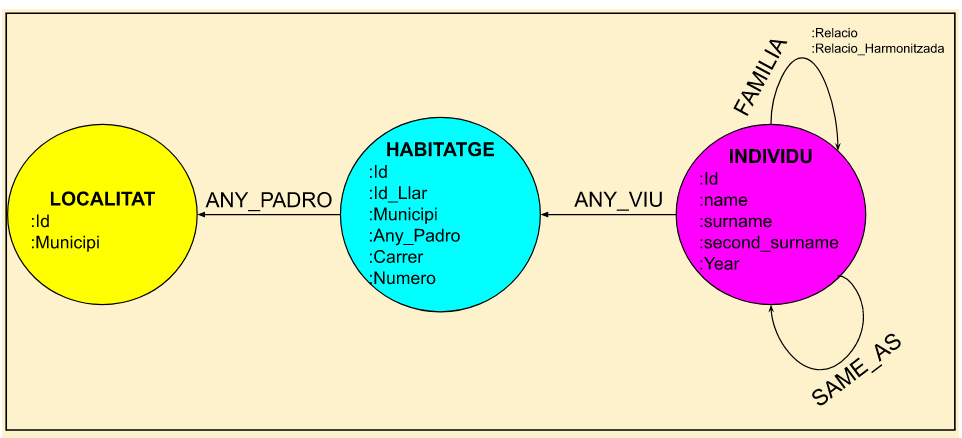 LOCALITAT
:Id
:Municipi
ANY_PADRO
HABITATGE
:Id
:Id_Llar
:Municipi
:Any_Padro
:Carrer
:Numero
ANY_VIU
INDIVIDU
:Id
:name
:surname
:second_surname
:Year
FAMILIA
:Relacio
:Relacio_Harmonitzada
SAME_AS